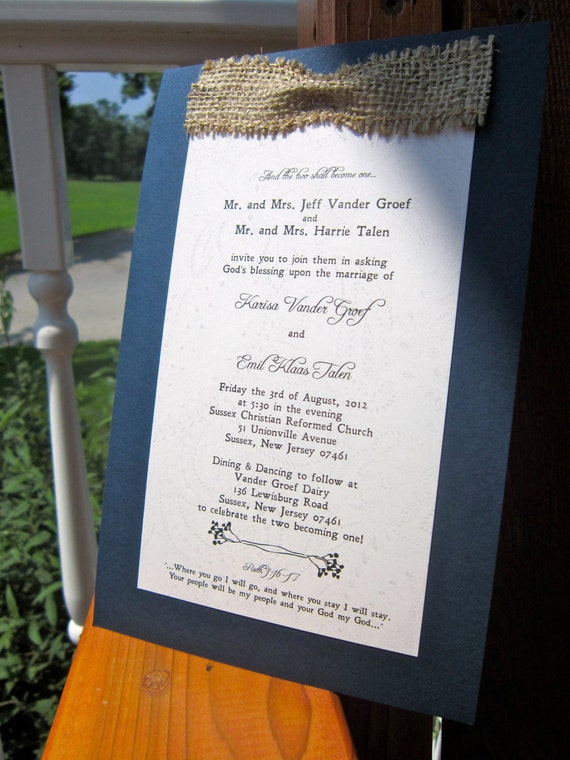 And the two shall become one...
Mr. and Mrs. Jeff Vander Groef
and
Mr. and Mrs. Harrie Talen
invite you to join them in asking
God's blessing upon the marriage of
Karisa Vander Groef
and
Emil Klaas Talen
Friday the 3rd of August, 2012
at 5:30 in the evening
Sussex Christian Reformed Church
51 Unionville Avenue
Sussex, New Jersey 07461
Dining & Dancing to follow at
Vander Groef Dairy
136 Lewisburg Road
Sussex, New Jersey 07461
to celebrate the two becoming one!
Ruth 1:16-17
"...Where you go I will go, and where you stay I will stay.
Your people will be my people and your God my God..."